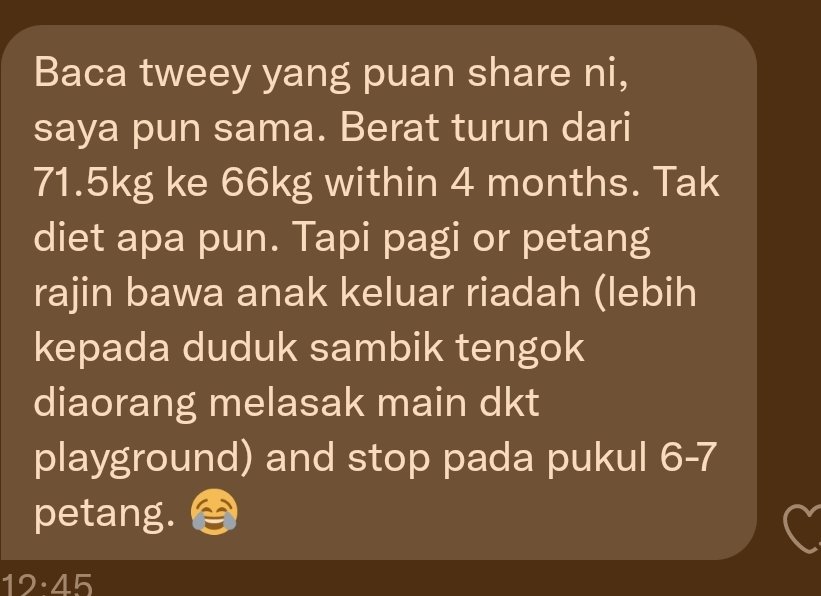 Baca tweey yang puan share ni,
saya pun sama. Berat turun dari
71.5kg ke 66kg within 4 months. Tak
diet apa pun. Tapi pagi or petang
rajin bawa anak keluar riadah (lebih
kepada duduk sambik tengok
diaorang melasak main dkt
playground) and stop pada pukul 6-7
petang. 😂
12:45